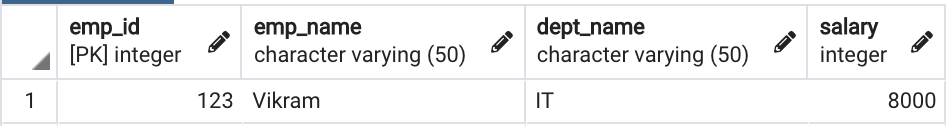 emp_id emp_name dept_name salary
[PK] integer character varying (50) character varying (50) integer
1 123 Vikram IT 8000